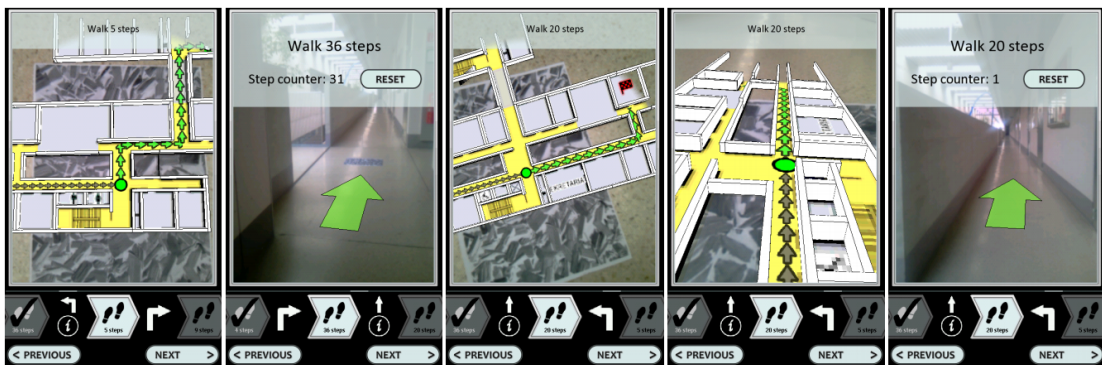 Walk 5 steps
36 steps
i
5 steps
9 steps
< PREVIOUS
NEXT >
Walk 36 steps
Step counter: 31
RESET
4 steps
36 steps
i
20 steps
< PREVIOUS
NEXT >
Walk 20 steps
36 steps
i
20 steps
5 steps
< PREVIOUS
NEXT >
Walk 20 steps
36 steps
i
20 steps
5 steps
< PREVIOUS
NEXT >
Walk 20 steps
Step counter: 1
RESET
36 steps
i
20 steps
5 steps
< PREVIOUS
NEXT >